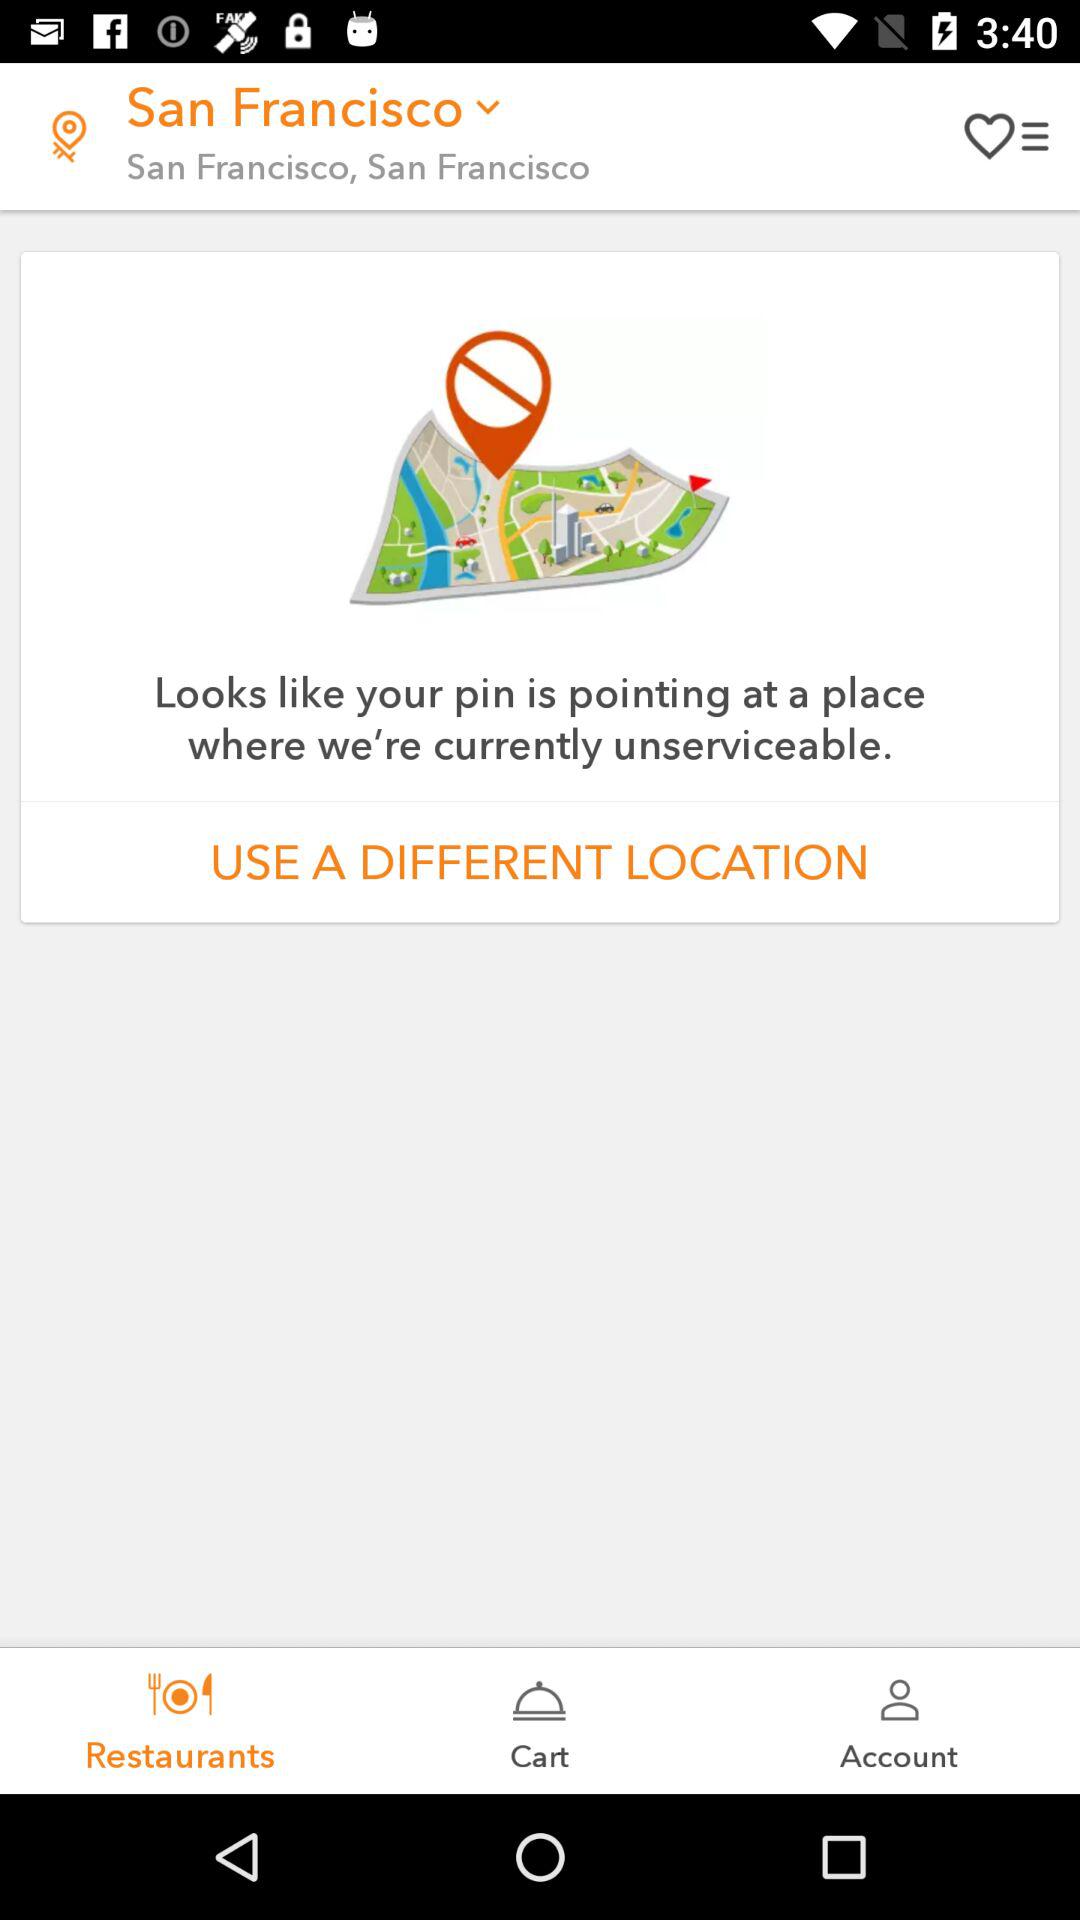 FAKE
3:40
San Francisco
San Francisco, San Francisco
Looks like your pin is pointing at a place
where we’re currently unserviceable.
USE A DIFFERENT LOCATION
Restaurants
Cart
Account